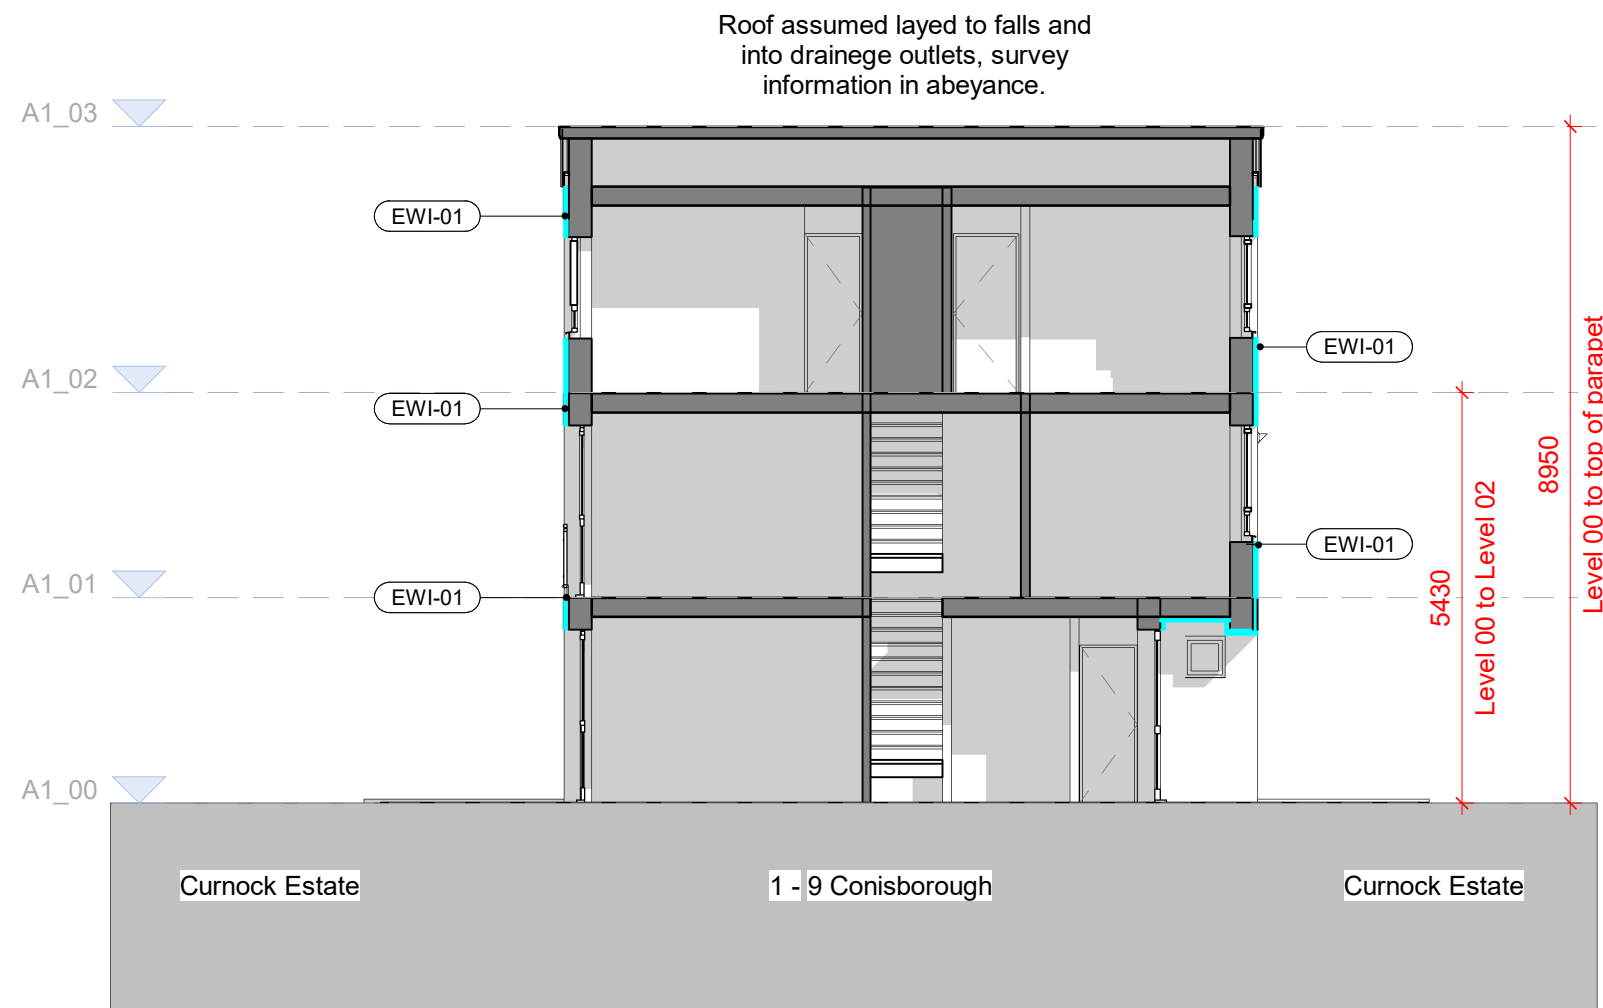 Roof assumed layed to falls and
into drainege outlets, survey
information in abeyance.
A1_03
EWI-01
EWI-01
A1_02
EWI-01
EWI-01
A1_01
EWI-01
A1_00
5430
Level 00 to Level 02
8950
Level 00 to top of parapet
Curnock Estate
1 - 9 Conisborough
Curnock Estate